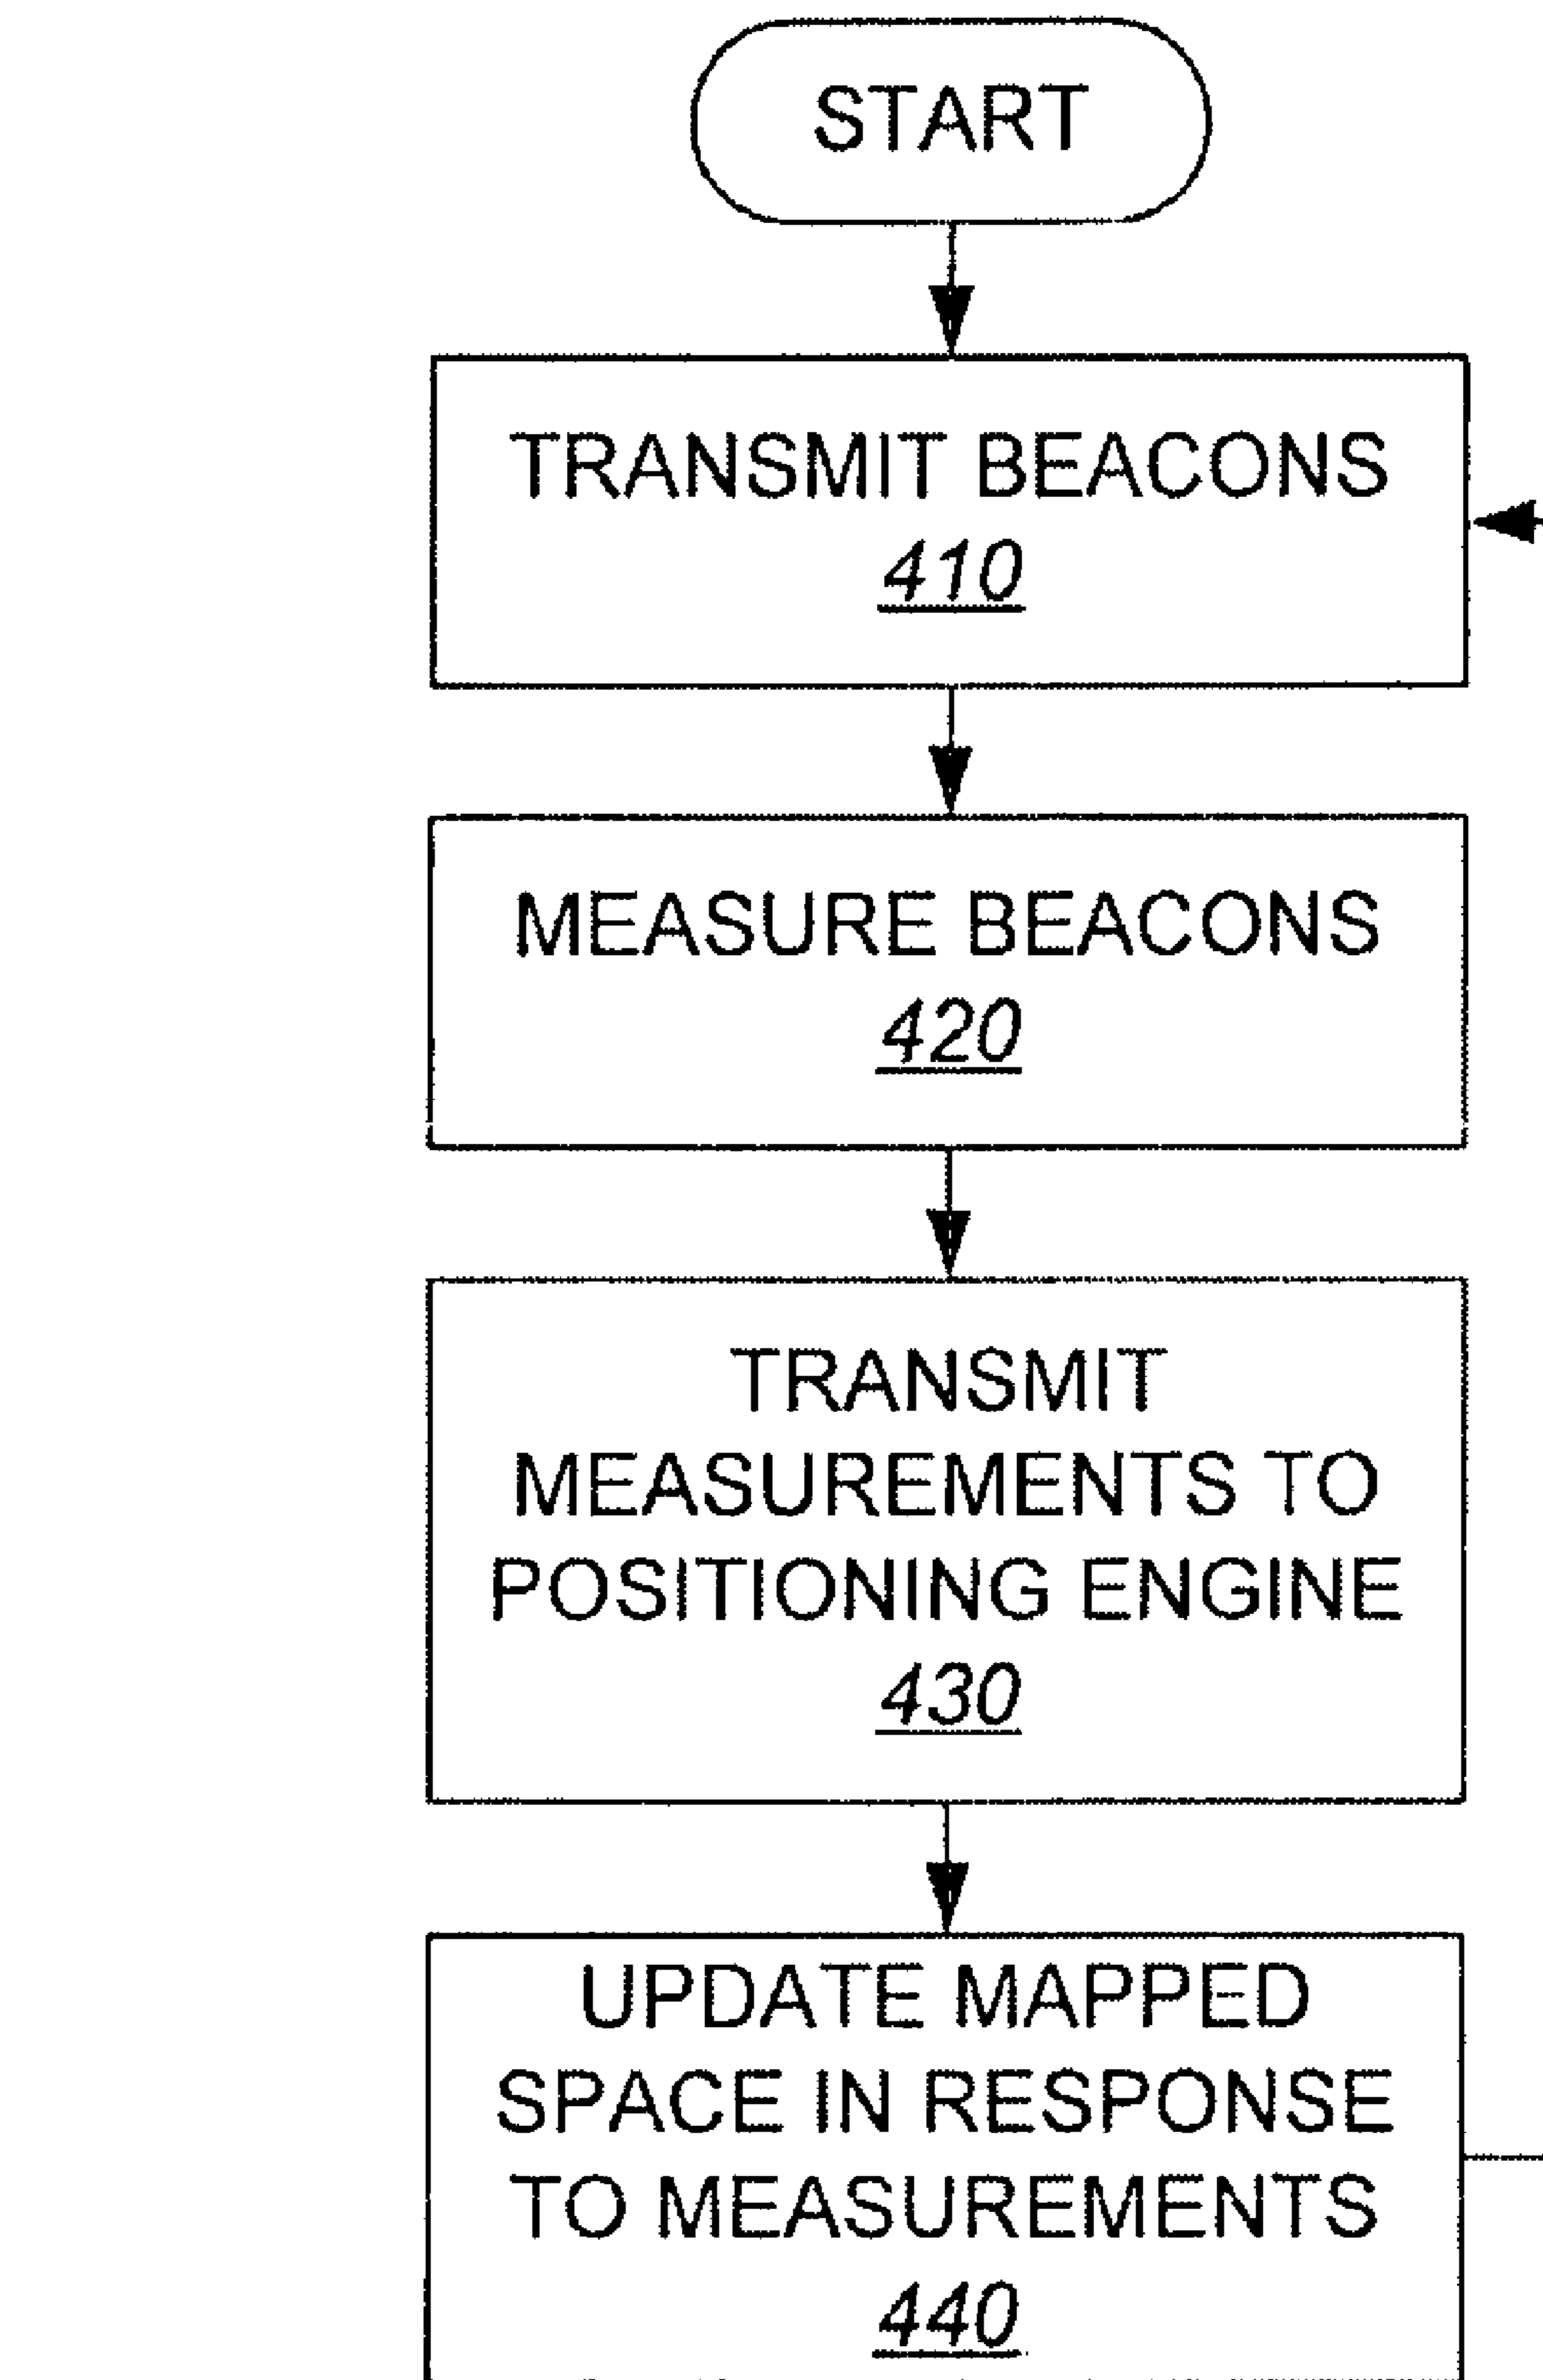 START
TRANSMIT BEACONS
410
MEASURE BEACONS
420
TRANSMIT
MEASUREMENTS TO
POSITIONING ENGINE
430
UPDATE MAPPED
SPACE IN RESPONSE
TO MEASUREMENTS
440